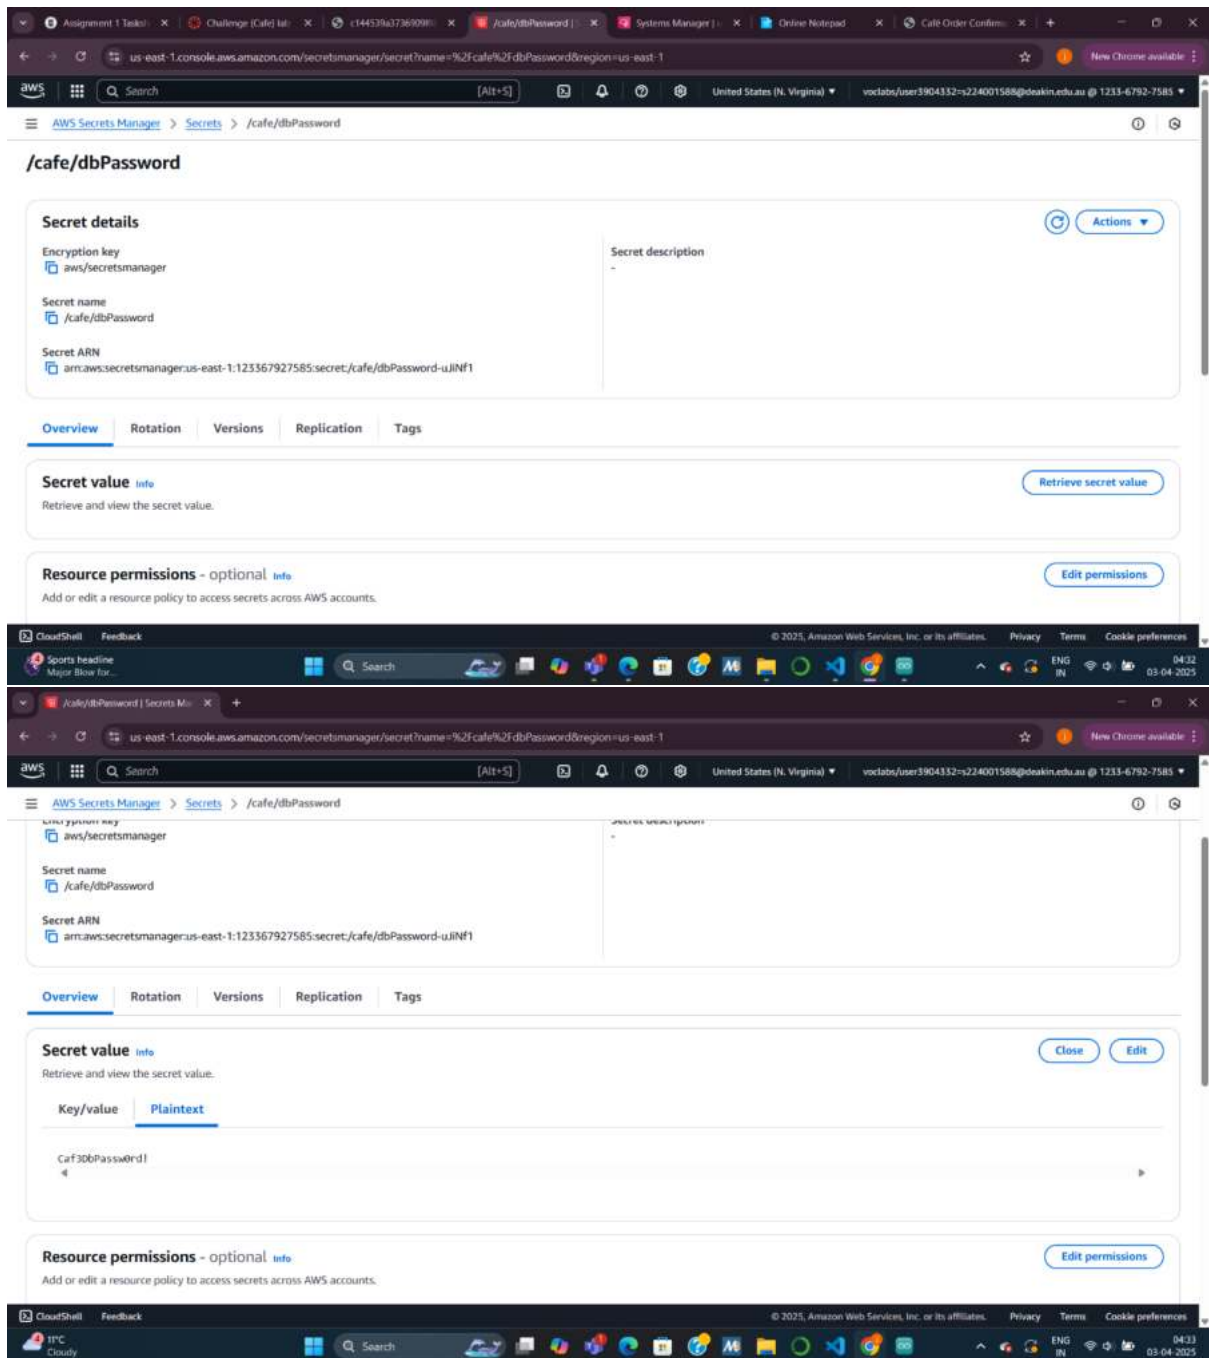 Assignment 1 Task
Challenge (Café) lab
c144539a3736909f
/cafe/dbPassword | S
Systems Manager |
Online Notepad
Café Order Confirm
us-east-1.console.aws.amazon.com/secretsmanager/secret?name=%2Fcafe%2FdbPassword&region=us-east-1
New Chrome available
aws
Search
[Alt+S]
United States (N. Virginia)
voclabs/user3904332=s224001588@deakin.edu.au @ 1233-6792-7585
AWS Secrets Manager > Secrets > /cafe/dbPassword
/cafe/dbPassword
Secret details
Actions
Encryption key
aws/secretsmanager
Secret description
-
Secret name
/cafe/dbPassword
Secret ARN
arn:aws:secretsmanager:us-east-1:123367927585:secret:/cafe/dbPassword-uJiNf1
Overview
Rotation
Versions
Replication
Tags
Secret value Info
Retrieve secret value
Retrieve and view the secret value.
Resource permissions - optional Info
Edit permissions
Add or edit a resource policy to access secrets across AWS accounts.
CloudShell
Feedback
© 2025, Amazon Web Services, Inc. or its affiliates.
Privacy
Terms
Cookie preferences
Sports headline
Major Blow for...
Search
ENG
IN
04:32
03-04-2025
/cafe/dbPassword | Secrets Ma
us-east-1.console.aws.amazon.com/secretsmanager/secret?name=%2Fcafe%2FdbPassword&region=us-east-1
New Chrome available
aws
Search
[Alt+S]
United States (N. Virginia)
voclabs/user3904332=s224001588@deakin.edu.au @ 1233-6792-7585
AWS Secrets Manager > Secrets > /cafe/dbPassword
Encryption key
aws/secretsmanager
Secret description
-
Secret name
/cafe/dbPassword
Secret ARN
arn:aws:secretsmanager:us-east-1:123367927585:secret:/cafe/dbPassword-uJiNf1
Overview
Rotation
Versions
Replication
Tags
Secret value Info
Close
Edit
Retrieve and view the secret value.
Key/value
Plaintext
Caf3DbPassw0rd!
Resource permissions - optional Info
Edit permissions
Add or edit a resource policy to access secrets across AWS accounts.
CloudShell
Feedback
© 2025, Amazon Web Services, Inc. or its affiliates.
Privacy
Terms
Cookie preferences
11°C
Cloudy
Search
ENG
IN
04:33
03-04-2025